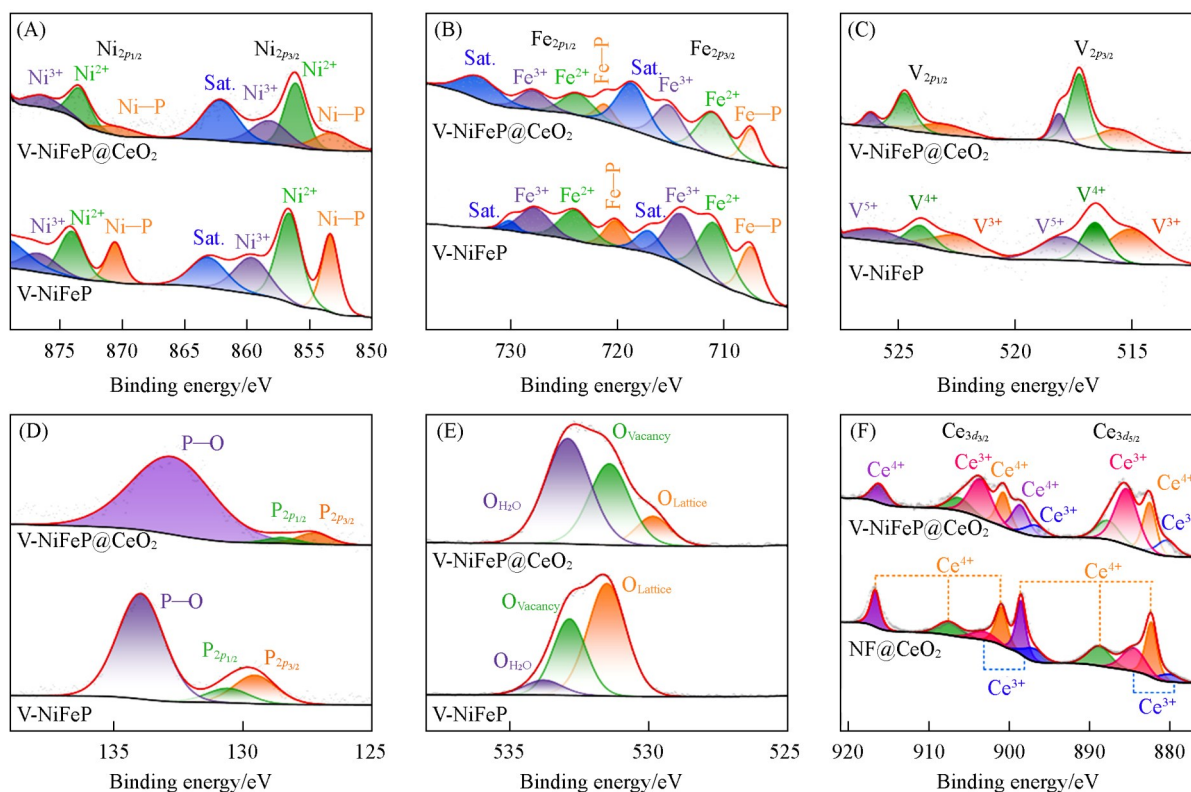 (A)
Ni2p1/2
Ni2p3/2
Ni3+
Ni2+
Ni—P
Sat.
Ni3+
Ni2+
Ni—P
V-NiFeP@CeO2
Ni3+
Ni2+
Ni—P
Sat.
Ni3+
Ni2+
Ni—P
V-NiFeP
875 870 865 860 855 850
Binding energy/eV
(B)
Fe2p1/2
Fe2p3/2
Sat.
Fe3+
Fe2+
Fe—P
Sat.
Fe3+
Fe2+
Fe—P
V-NiFeP@CeO2
Sat.
Fe3+
Fe2+
Fe—P
Sat.
Fe3+
Fe2+
Fe—P
V-NiFeP
730 720 710
Binding energy/eV
(C)
V2p1/2
V2p3/2
V-NiFeP@CeO2
V5+
V4+
V3+
V5+
V4+
V3+
V-NiFeP
525 520 515
Binding energy/eV
(D)
P—O
P2p1/2
P2p3/2
V-NiFeP@CeO2
P—O
P2p1/2
P2p3/2
V-NiFeP
135 130 125
Binding energy/eV
(E)
OH2O
OVacancy
OLattice
V-NiFeP@CeO2
OH2O
OVacancy
OLattice
V-NiFeP
535 530 525
Binding energy/eV
(F)
Ce3d3/2
Ce3d5/2
Ce4+
Ce3+
Ce4+
Ce4+
Ce3+
Ce3+
Ce4+
Ce3
V-NiFeP@CeO2
Ce4+
Ce4+
NF@CeO2
Ce3+
Ce3+
920 910 900 890 880
Binding energy/eV